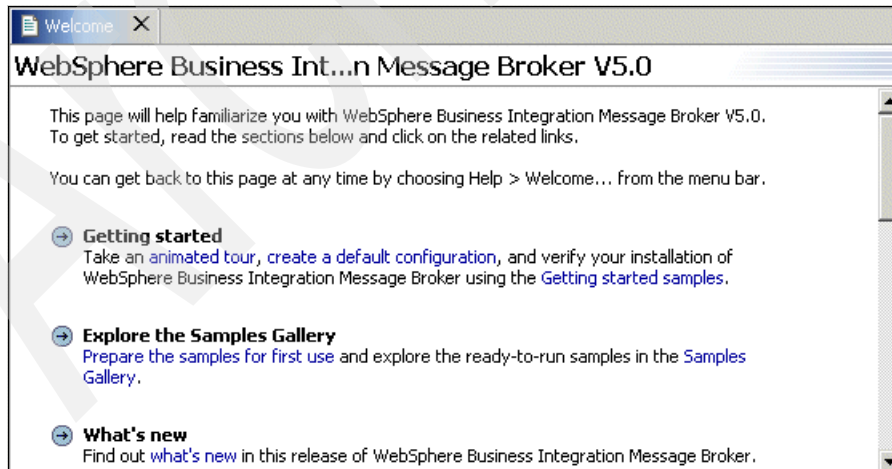 Welcome
WebSphere Business Int...n Message Broker V5.0
This page will help familiarize you with WebSphere Business Integration Message Broker V5.0.
To get started, read the sections below and click on the related links.
You can get back to this page at any time by choosing Help > Welcome... from the menu bar.
Getting started
Take an animated tour, create a default configuration, and verify your installation of
WebSphere Business Integration Message Broker using the Getting started samples.
Explore the Samples Gallery
Prepare the samples for first use and explore the ready-to-run samples in the Samples
Gallery.
What's new
Find out what's new in this release of WebSphere Business Integration Message Broker.